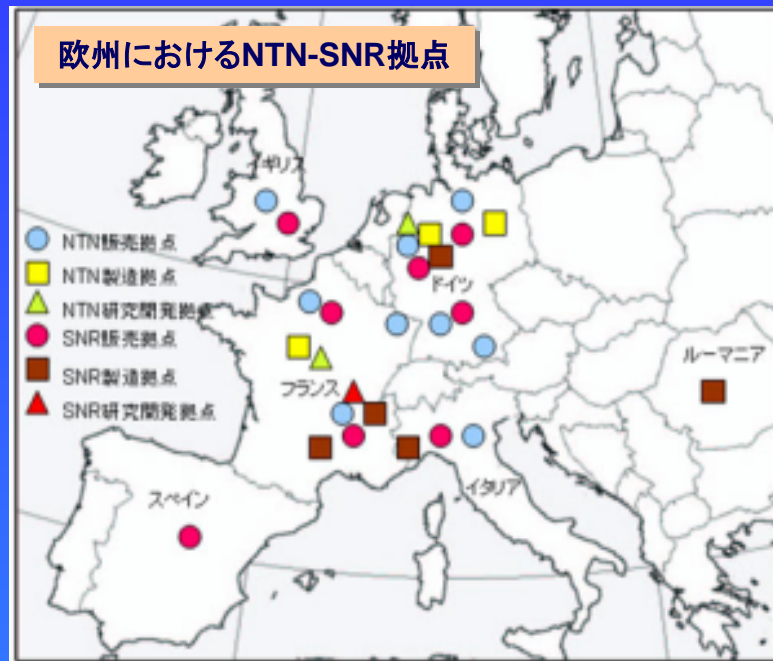 欧州におけるNTN-SNR拠点
イギリス
NTN販売拠点
NTN製造拠点
NTN研究開発拠点
SNR販売拠点
SNR製造拠点
SNR研究開発拠点
ドイツ
ルーマニア
フランス
イタリア
スペイン